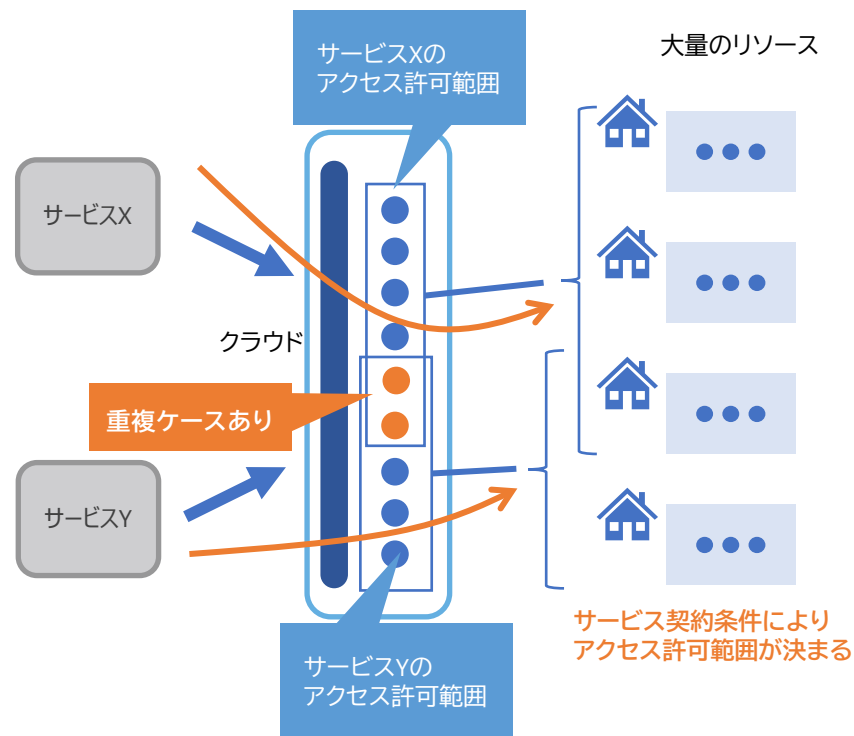 サービスXの
アクセス許可範囲
大量のリソース
サービスX
クラウド
重複ケースあり
サービスY
サービスYの
アクセス許可範囲
サービス契約条件により
アクセス許可範囲が決まる